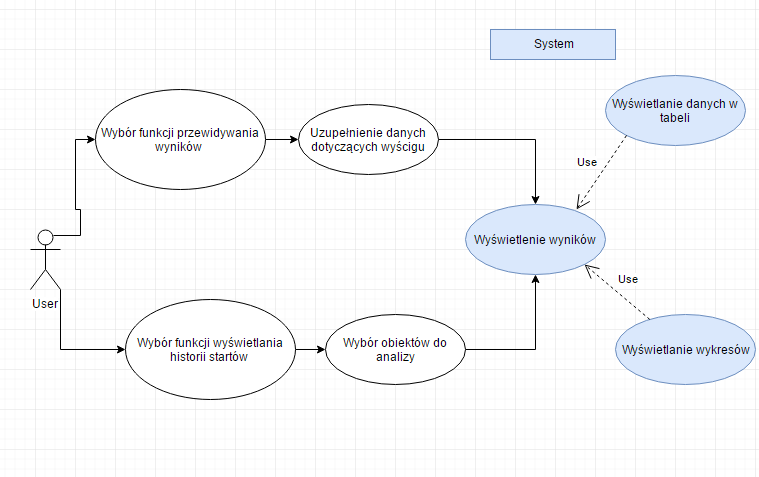 System
Wyświetlanie danych w
tabeli
Wybór funkcji przewidywania
wyników
Uzupełnienie danych
dotyczących wyścigu
Use
Wyświetlenie wyników
Use
User
Wybór funkcji wyświetlania
historii startów
Wybór obiektów do
analizy
Wyświetlanie wykresów